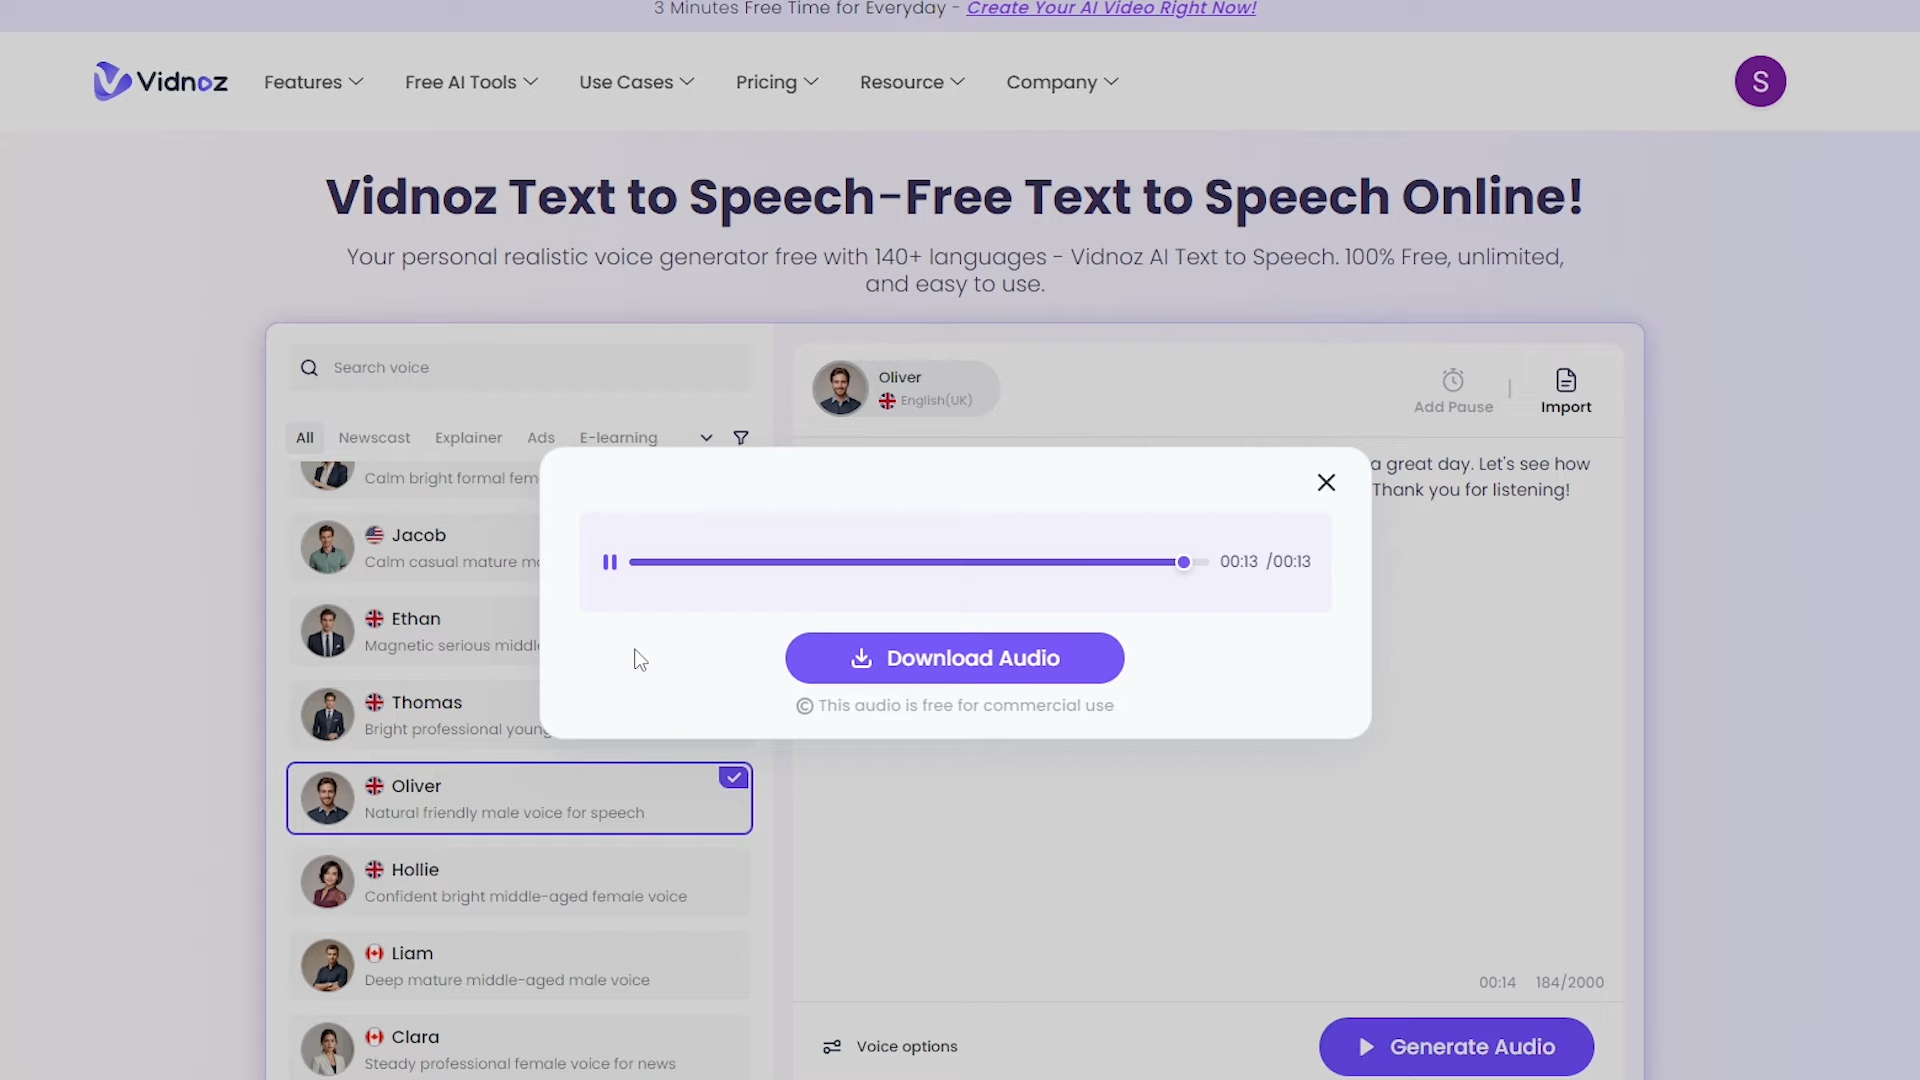 3 Minutes Free Time for Everyday - Create Your AI Video Right Now!
Vidnoz
Features
Free AI Tools
Use Cases
Pricing
Resource
Company
S
Vidnoz Text to Speech-Free Text to Speech Online!
Your personal realistic voice generator free with 140+ languages - Vidnoz AI Text to Speech. 100% Free, unlimited,
and easy to use.
Search voice
All
Newscast
Explainer
Ads
E-learning
Calm bright formal fem
Jacob
Calm casual mature
Ethan
Magnetic serious
Thomas
Bright professional young
Oliver
Natural friendly male voice for speech
Hollie
Confident bright middle-aged female voice
Liam
Deep mature middle-aged male voice
Clara
Steady professional female voice for news
Oliver
English(UK)
Add Pause
Import
a great day. Let's see how
Thank you for listening!
00:13 /00:13
Download Audio
© This audio is free for commercial use
00:14 184/2000
Voice options
Generate Audio